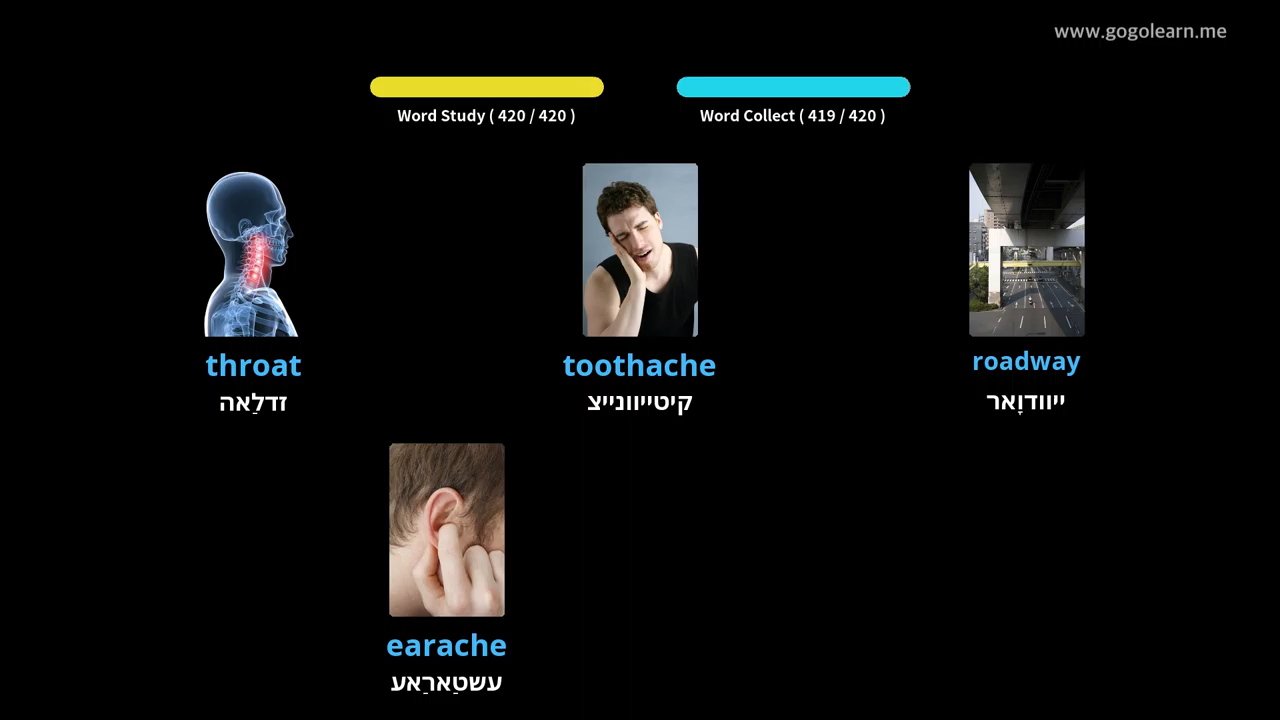 www.gogolearn.me
Word Study ( 420 / 420 )
Word Collect ( 419 / 420 )
throat
זדלַאה
toothache
קיטייוונייצ
roadway
ייוודוָאר
earache
עשטַארַאע